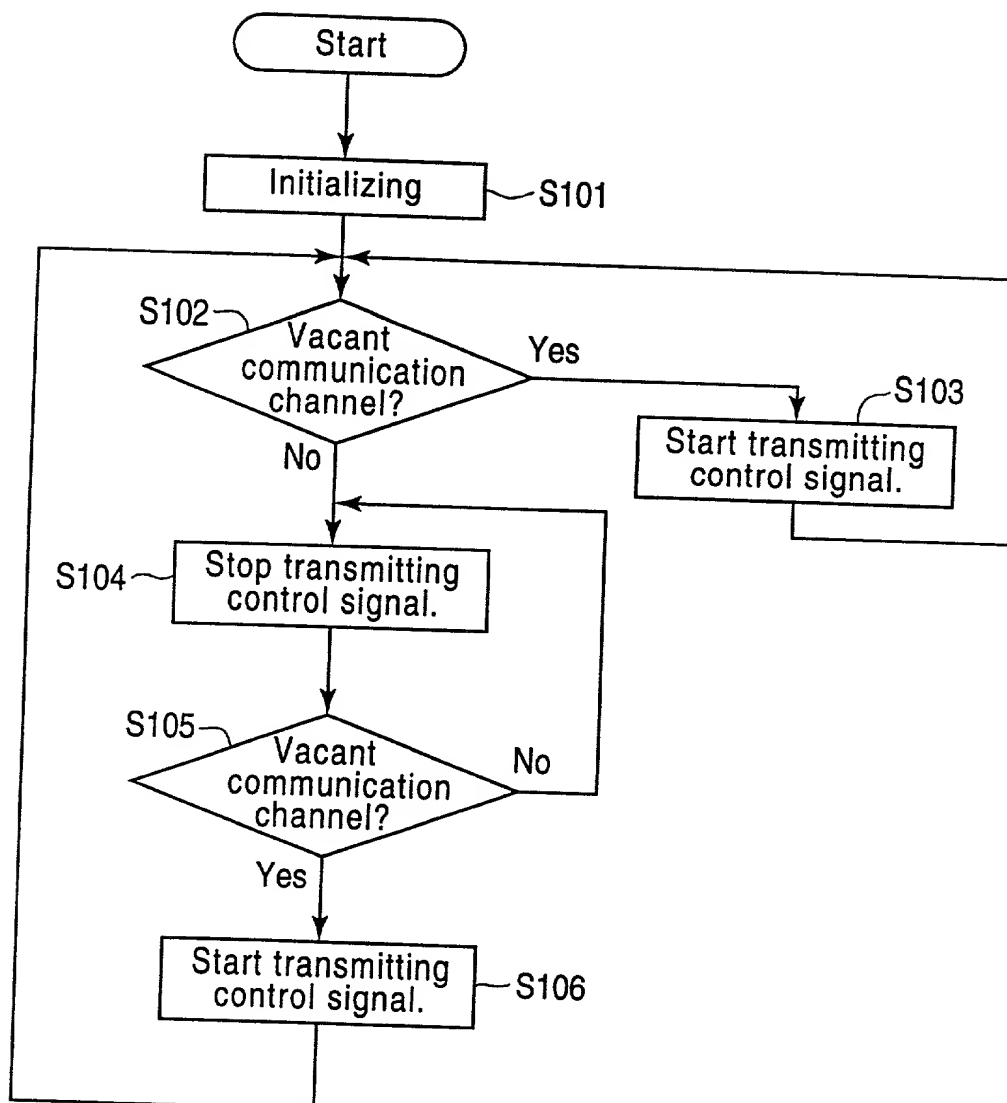 Start
Initializing
S101
S102
Vacant
communication
channel?
Yes
S103
Start transmitting
control signal.
No
S104
Stop transmitting
control signal.
S105
Vacant
communication
channel?
No
Yes
Start transmitting
control signal.
S106